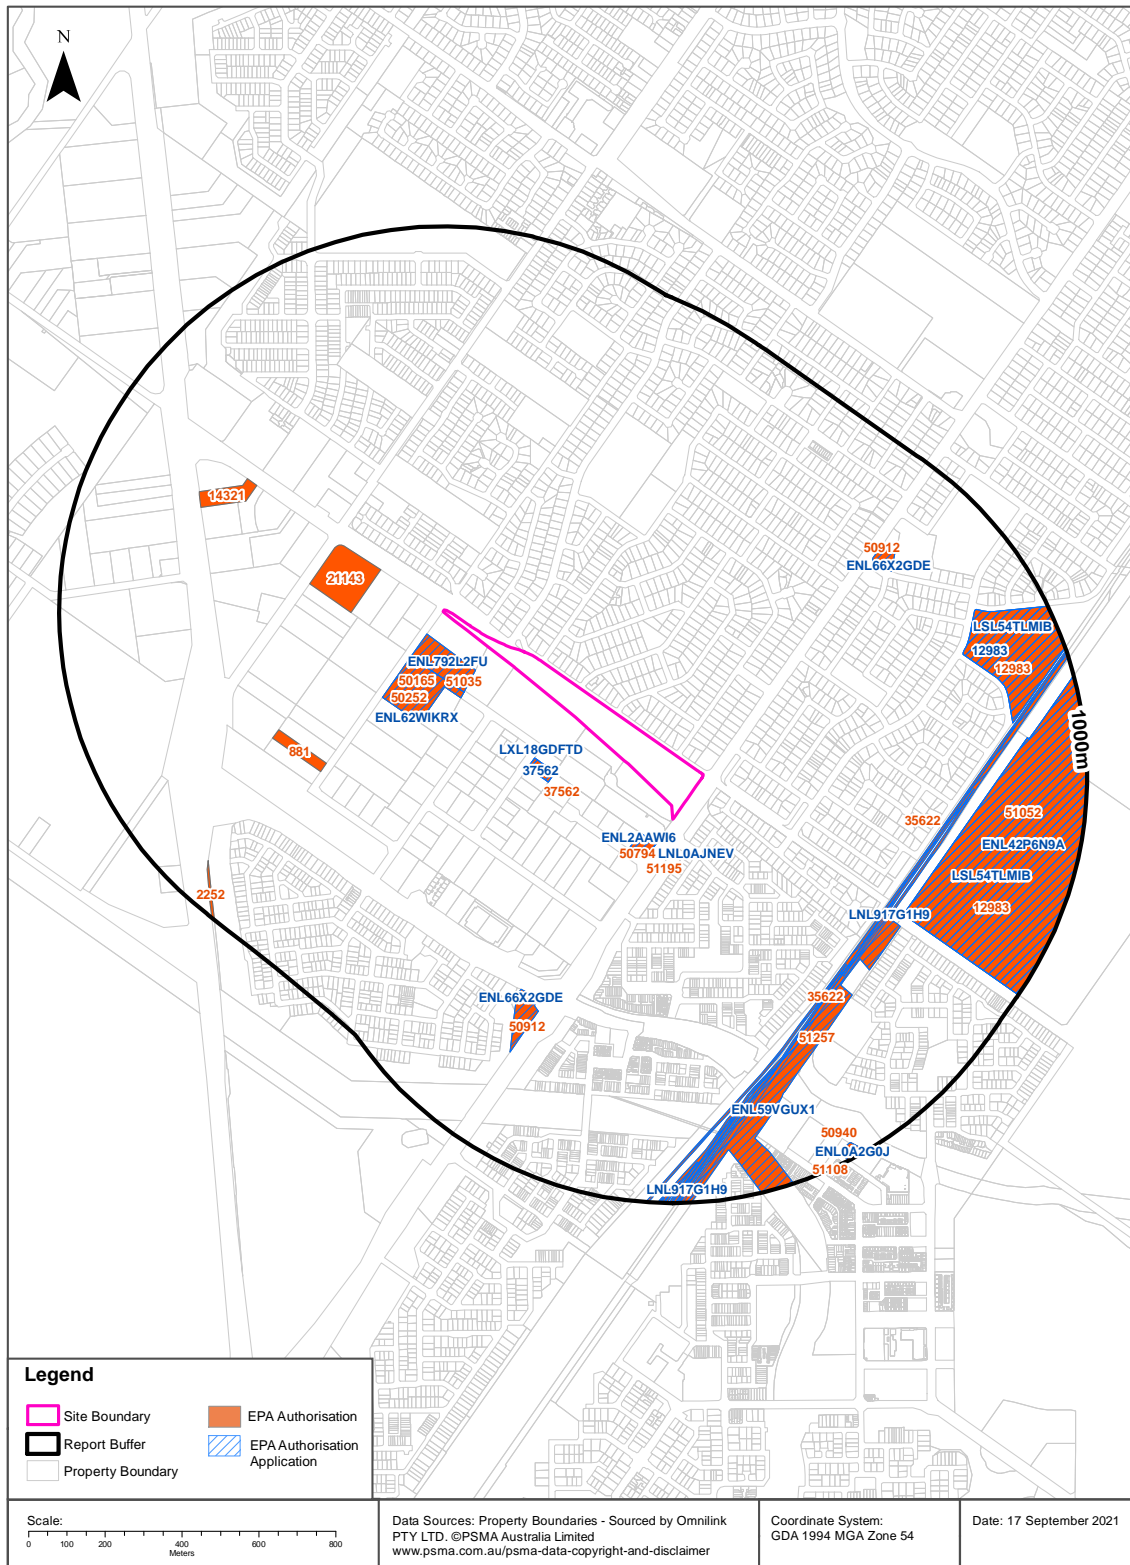 N
50912
ENL66X2GDE
14321
21143
LSL54TLMIB
12983
12983
ENL792L2FU
50165
51035
50252
ENL62WIKRX
1000m
881
LXL18GDFTD
37562
37562
35622
51052
ENL2AAWI6
ENL42P6N9A
50794
LNL0AJNEV
51195
LSL54TLMIB
2252
12983
LNL917G1H9
ENL66X2GDE
35622
50912
51257
ENL59VGUX1
50940
ENL0A2G0J
51108
LNL917G1H9
Legend
Site Boundary
Report Buffer
Property Boundary
EPA Authorisation
EPA Authorisation
Application
Scale:
0 100 200 400 600 800
Meters
Data Sources: Property Boundaries - Sourced by Omnilink
PTY LTD. ©PSMA Australia Limited
www.psma.com.au/psma-data-copyright-and-disclaimer
Coordinate System:
GDA 1994 MGA Zone 54
Date: 17 September 2021